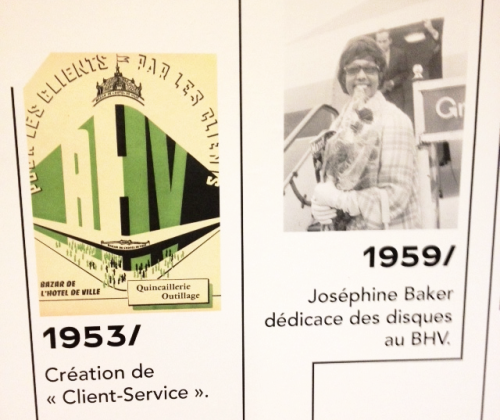 POUR LES CLIENTS PAR LES CLIENTS
BHV
BAZAR DE
L'HÔTEL DE VILLE
Quincaillerie
Outillage
1953/
Création de
« Client-Service ».
1959/
Joséphine Baker
dédicace des disques
au BHV.